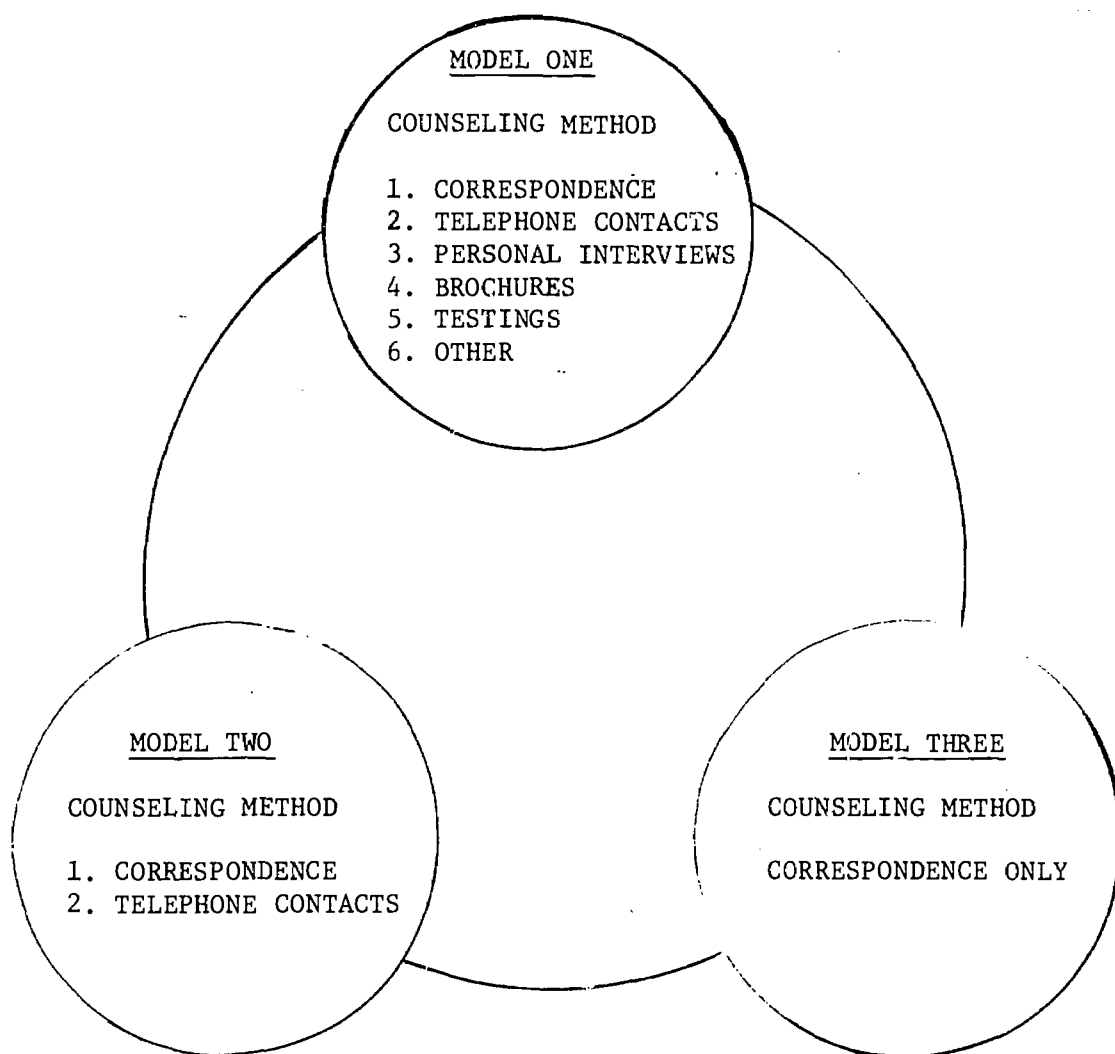 MODEL ONE
COUNSELING METHOD
1. CORRESPONDENCE
2. TELEPHONE CONTACTS
3. PERSONAL INTERVIEWS
4. BROCHURES
5. TESTINGS
6. OTHER
MODEL TWO
COUNSELING METHOD
1. CORRESPONDENCE
2. TELEPHONE CONTACTS
MODEL THREE
COUNSELING METHOD
CORRESPONDENCE ONLY